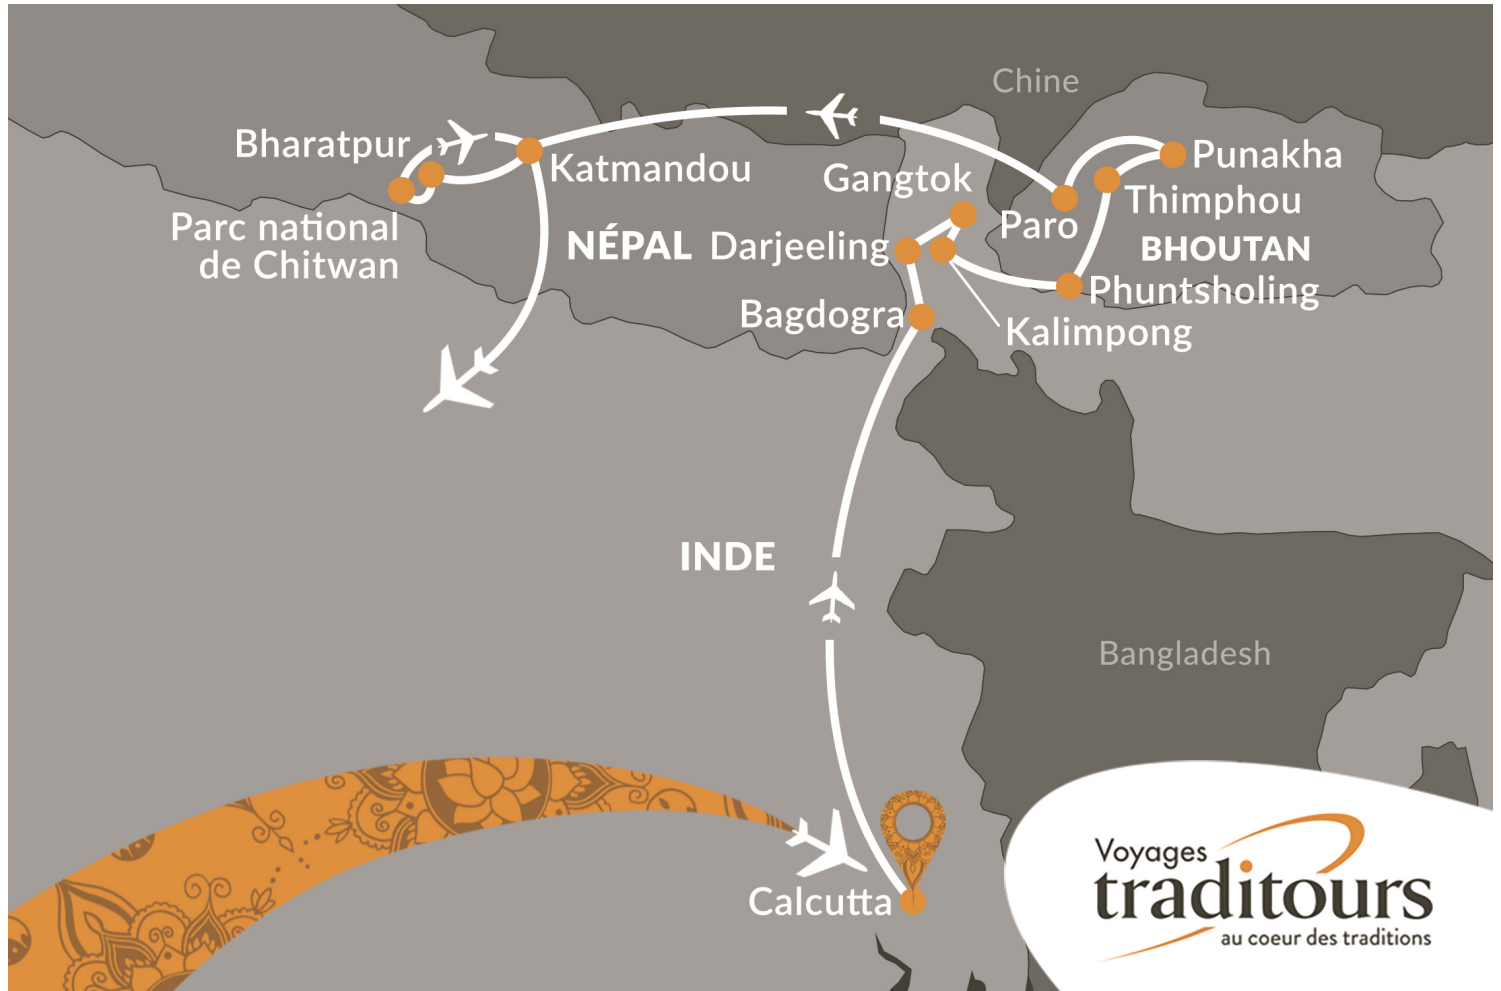 Chine
Bharatpur
Katmandou
Gangtok
Punakha
Thimphou
Paro
Parc national
de Chitwan
NÉPAL
Darjeeling
BHOUTAN
Phuntsholing
Bagdogra
Kalimpong
INDE
Bangladesh
Calcutta
Voyages
traditours
au coeur des traditions